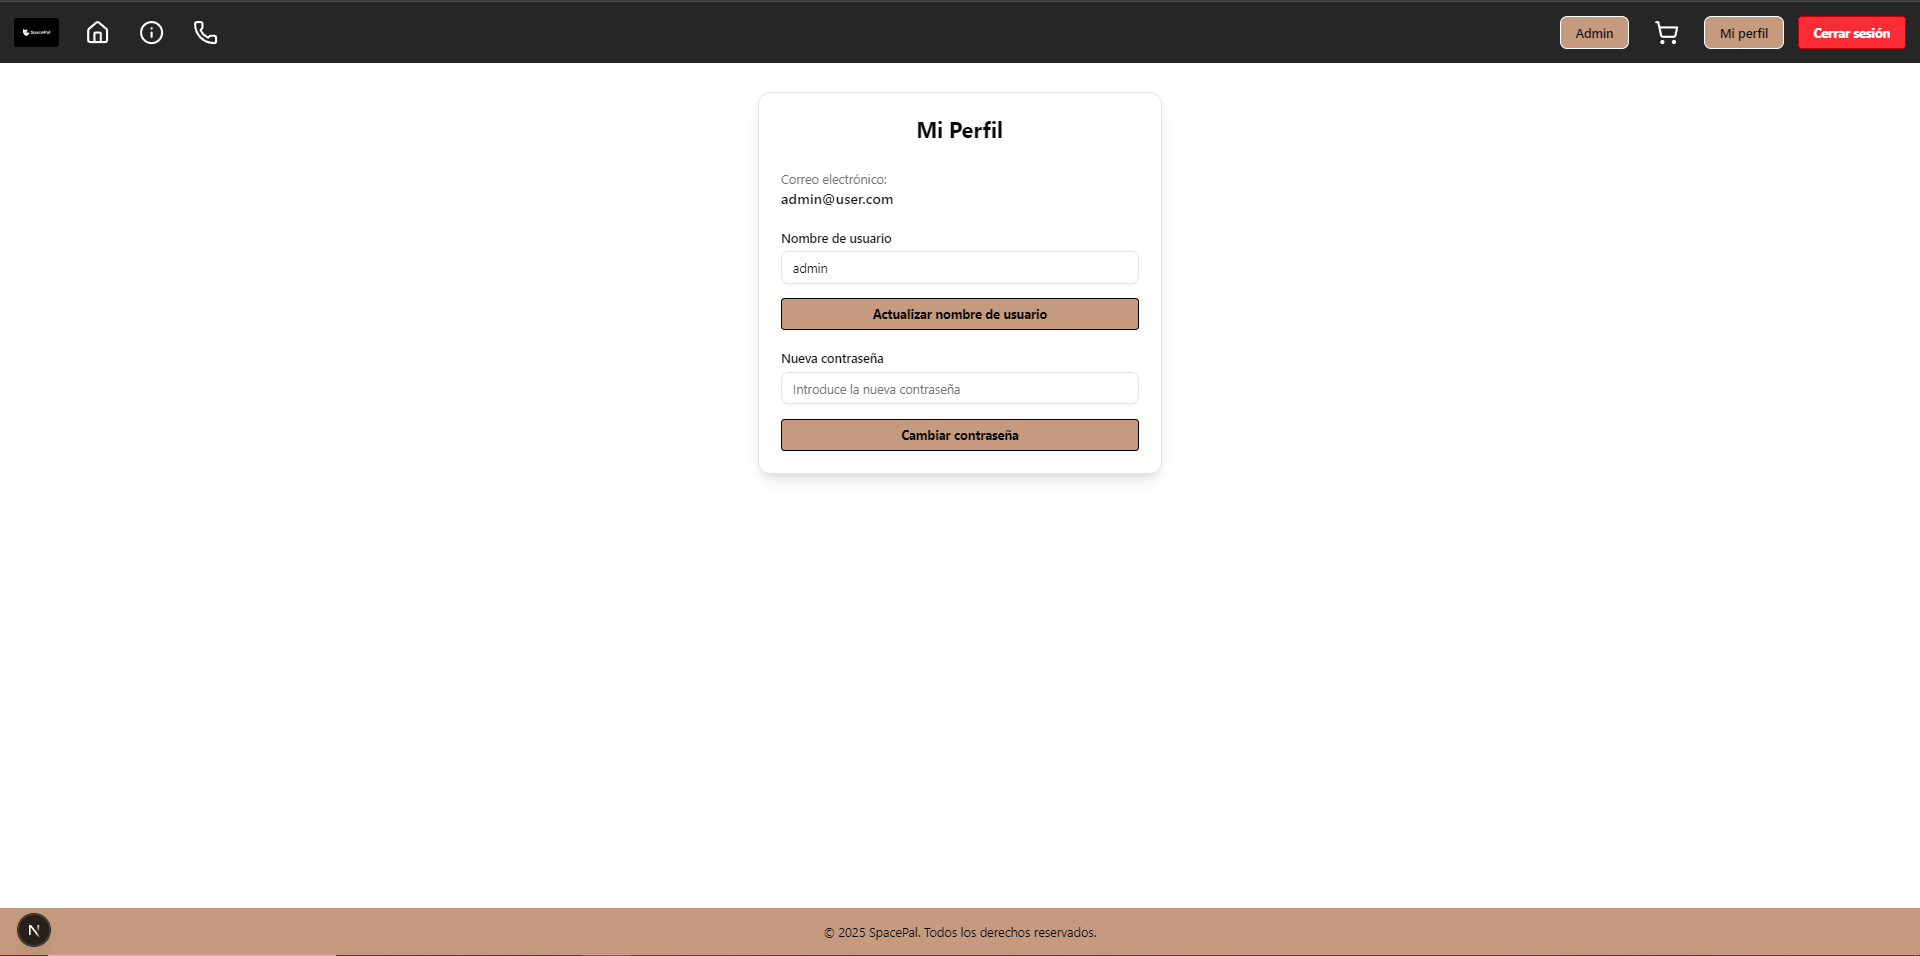 SpacePal
Admin
Mi perfil
Cerrar sesión
Mi Perfil
Correo electrónico:
admin@user.com
Nombre de usuario
admin
Actualizar nombre de usuario
Nueva contraseña
Introduce la nueva contraseña
Cambiar contraseña
N
© 2025 SpacePal. Todos los derechos reservados.